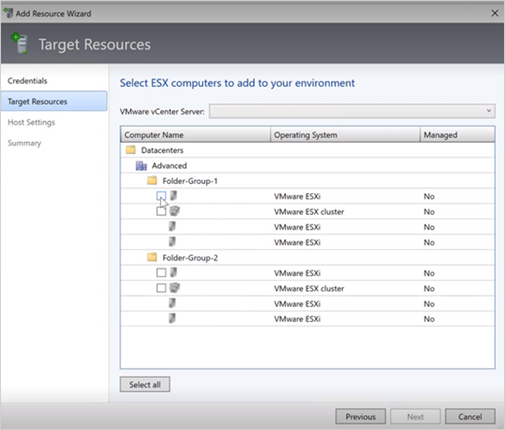 Add Resource Wizard
Target Resources
Credentials
Target Resources
Host Settings
Summary
Select ESX computers to add to your environment
VMware vCenter Server:
Computer Name Operating System Managed
Datacenters
Advanced
Folder-Group-1
VMware ESXi No
VMware ESX cluster No
VMware ESXi No
VMware ESXi No
Folder-Group-2
VMware ESXi No
VMware ESX cluster No
VMware ESXi No
VMware ESXi No
Select all
Previous Next Cancel